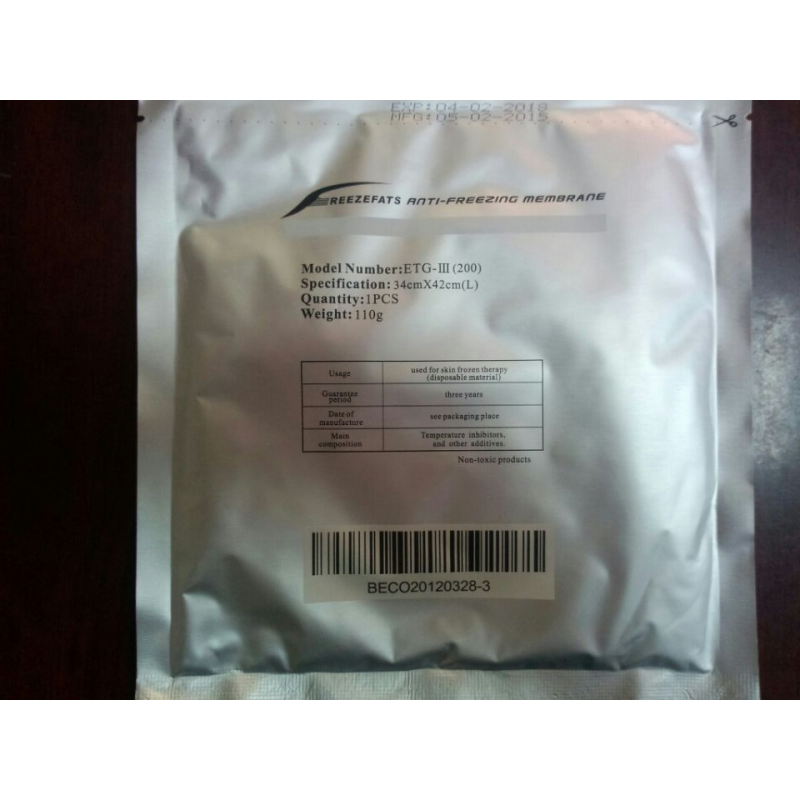 EXP:04-02-2018
MFG:05-02-2015
FREEZEFATS ANTI-FREEZING MEMBRANE
Model Number:ETG-III(200)
Specification: 34cmX42cm(L)
Quantity:1PCS
Weight: 110g
Usage
used for skin frozen therapy
(disposable material)
Guarantee
period
three years
Date of
manufacture
see packaging place
Main
composition
Temperature inhibitors,
and other additives.
Non-toxic products
BECO20120328-3